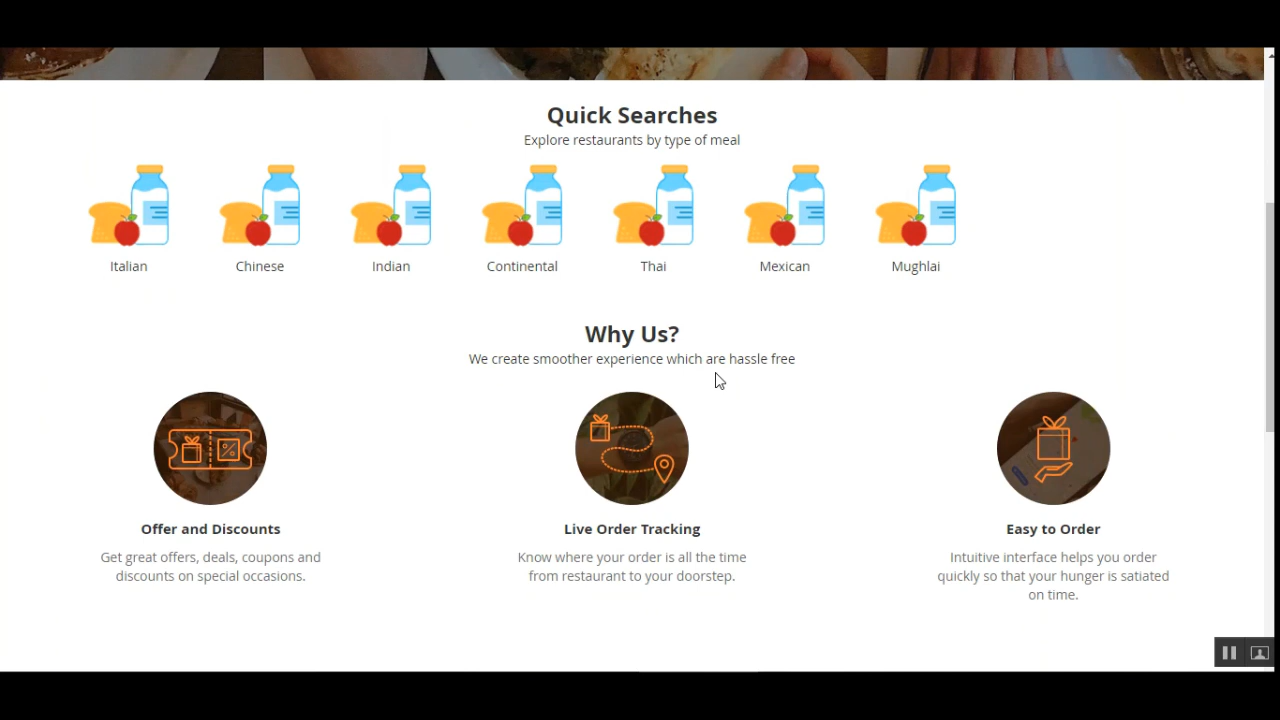 Quick Searches
Explore restaurants by type of meal
Italian
Chinese
Indian
Continental
Thai
Mexican
Mughlai
Why Us?
We create smoother experience which are hassle free
Offer and Discounts
Get great offers, deals, coupons and
discounts on special occasions.
Live Order Tracking
Know where your order is all the time
from restaurant to your doorstep.
Easy to Order
Intuitive interface helps you order
quickly so that your hunger is satiated
on time.